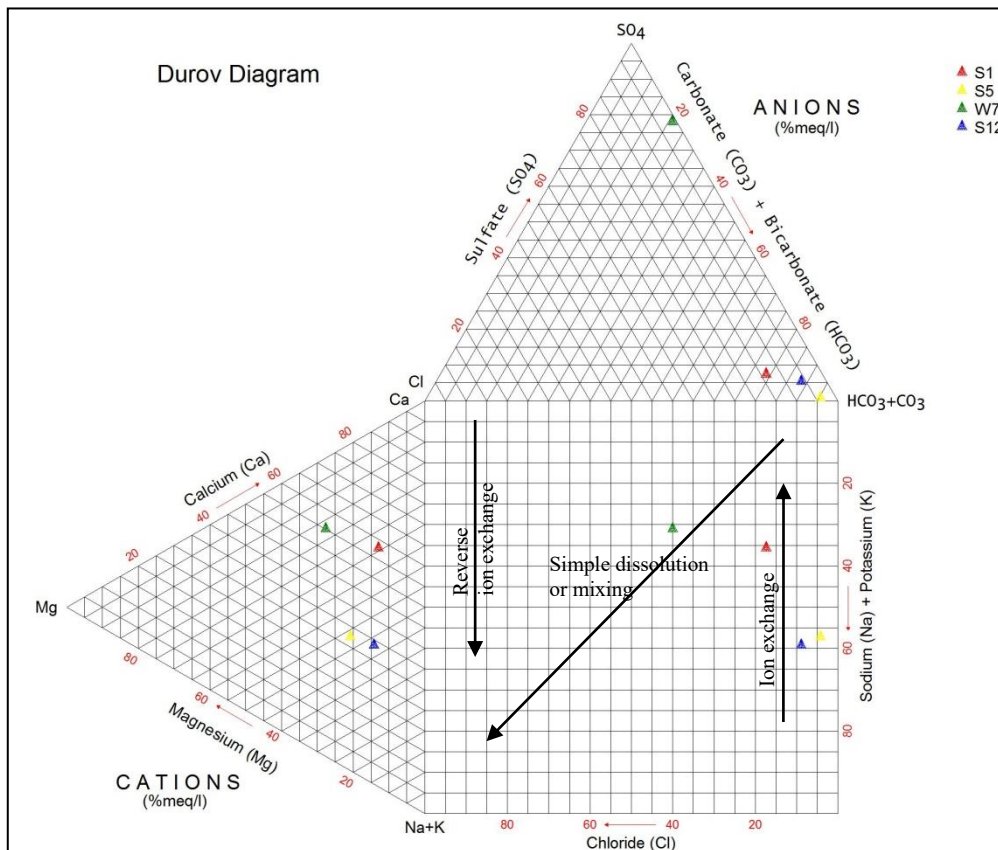 Durov Diagram
SO4
ANIONS
(%meq/l)
S1
S5
W7
S12
Sulfate (SO4)
20
40
60
80
Carbonate (CO3) + Bicarbonate (HCO3)
20
40
60
80
Cl
HCO3+CO3
Ca
Calcium (Ca)
20
40
60
80
Mg
Magnesium (Mg)
80
60
40
20
CATIONS
(%meq/l)
Na+K
Reverse
ion exchange
Simple dissolution
or mixing
Ion exchange
20
40
60
80
Sodium (Na) + Potassium (K)
80
60
40
20
Chloride (Cl)